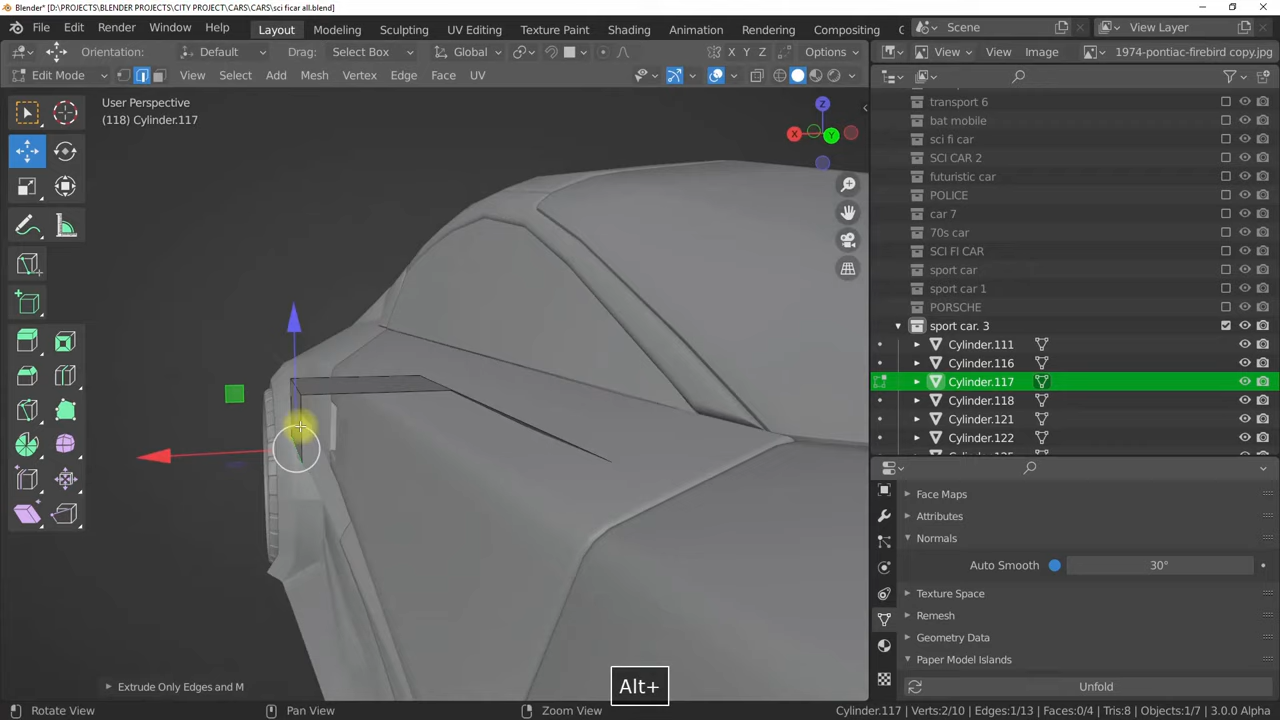 Blender* [D:\PROJECTS\BLENDER PROJECTS\CITY PROJECT\CARS\CARS\sci ficar all.blend]
File Edit Render Window Help Layout Modeling Sculpting UV Editing Texture Paint Shading Animation Rendering Compositing Scene View Layer
Orientation: Default Drag: Select Box Global X Y Z Options View View Image 1974-pontiac-firebird copy.jpg
Edit Mode View Select Add Mesh Vertex Edge Face UV
User Perspective
(118) Cylinder.117
Z
X Y
transport 6
bat mobile
sci fi car
SCI CAR 2
futuristic car
POLICE
car 7
70s car
SCI FI CAR
sport car
sport car 1
PORSCHE
sport car. 3
Cylinder.111
Cylinder.116
Cylinder.117
Cylinder.118
Cylinder.121
Cylinder.122
Face Maps
Attributes
Normals
Auto Smooth 30°
Texture Space
Remesh
Geometry Data
Paper Model Islands
Unfold
Extrude Only Edges and M
Alt+
Rotate View Pan View Zoom View Cylinder.117 | Verts:2/10 | Edges:1/13 | Faces:0/4 | Tris:8 | Objects:1/7 | 3.0.0 Alpha